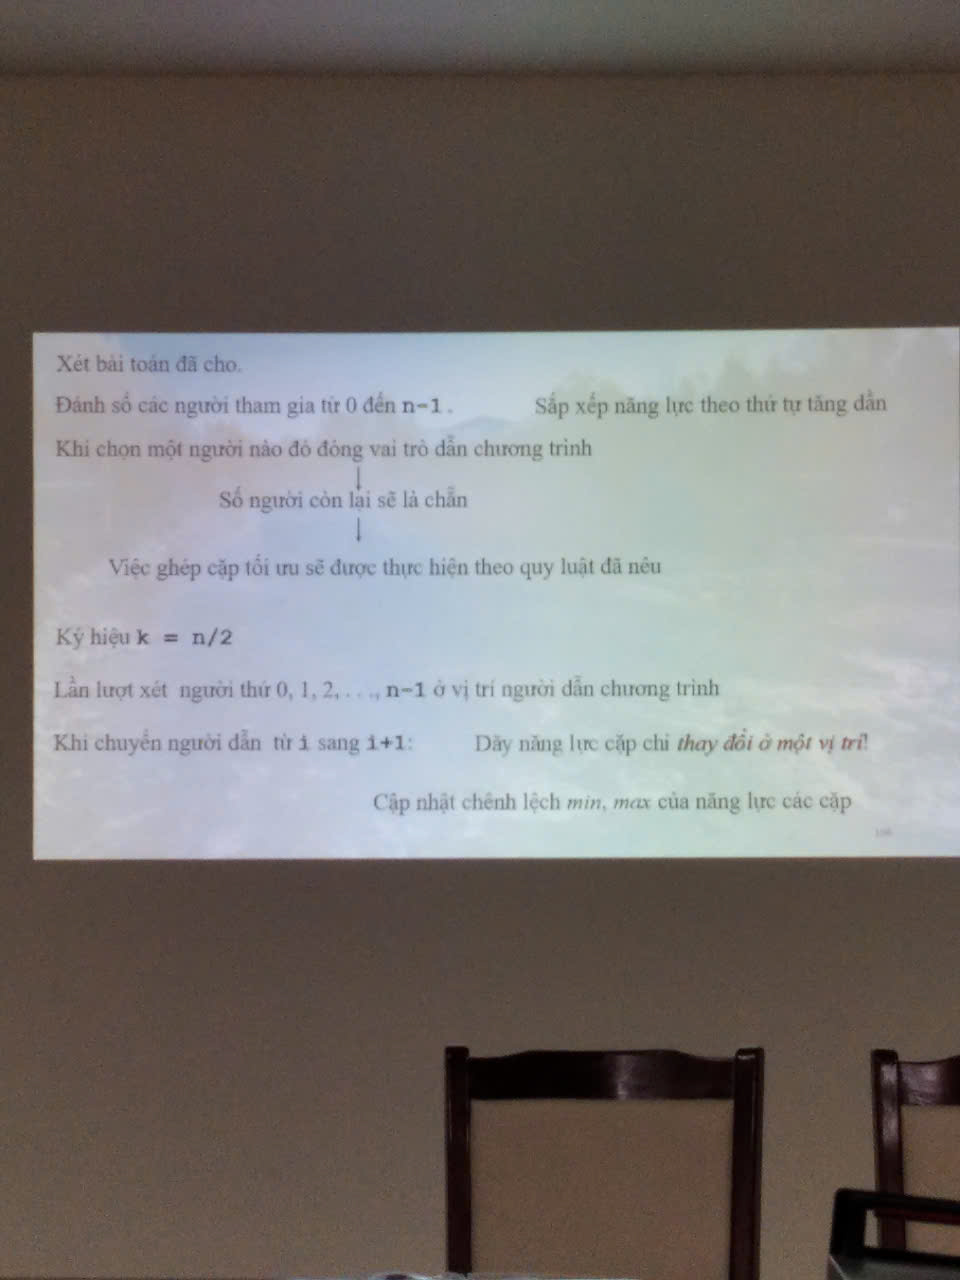 Xét bài toán đã cho.
Đánh số các người tham gia từ 0 đến n-1. Sắp xếp năng lực theo thứ tự tăng dần
Khi chọn một người nào đó đóng vai trò dẫn chương trình
Số người còn lại sẽ là chẵn
Việc ghép cặp tối ưu sẽ được thực hiện theo quy luật đã nêu
Ký hiệu k = n/2
Lần lượt xét người thứ 0, 1, 2, . . ., n-1 ở vị trí người dẫn chương trình
Khi chuyển người dẫn từ i sang i+1: Dãy năng lực cặp chỉ thay đổi ở một vị trí!
Cập nhật chênh lệch min, max của năng lực các cặp